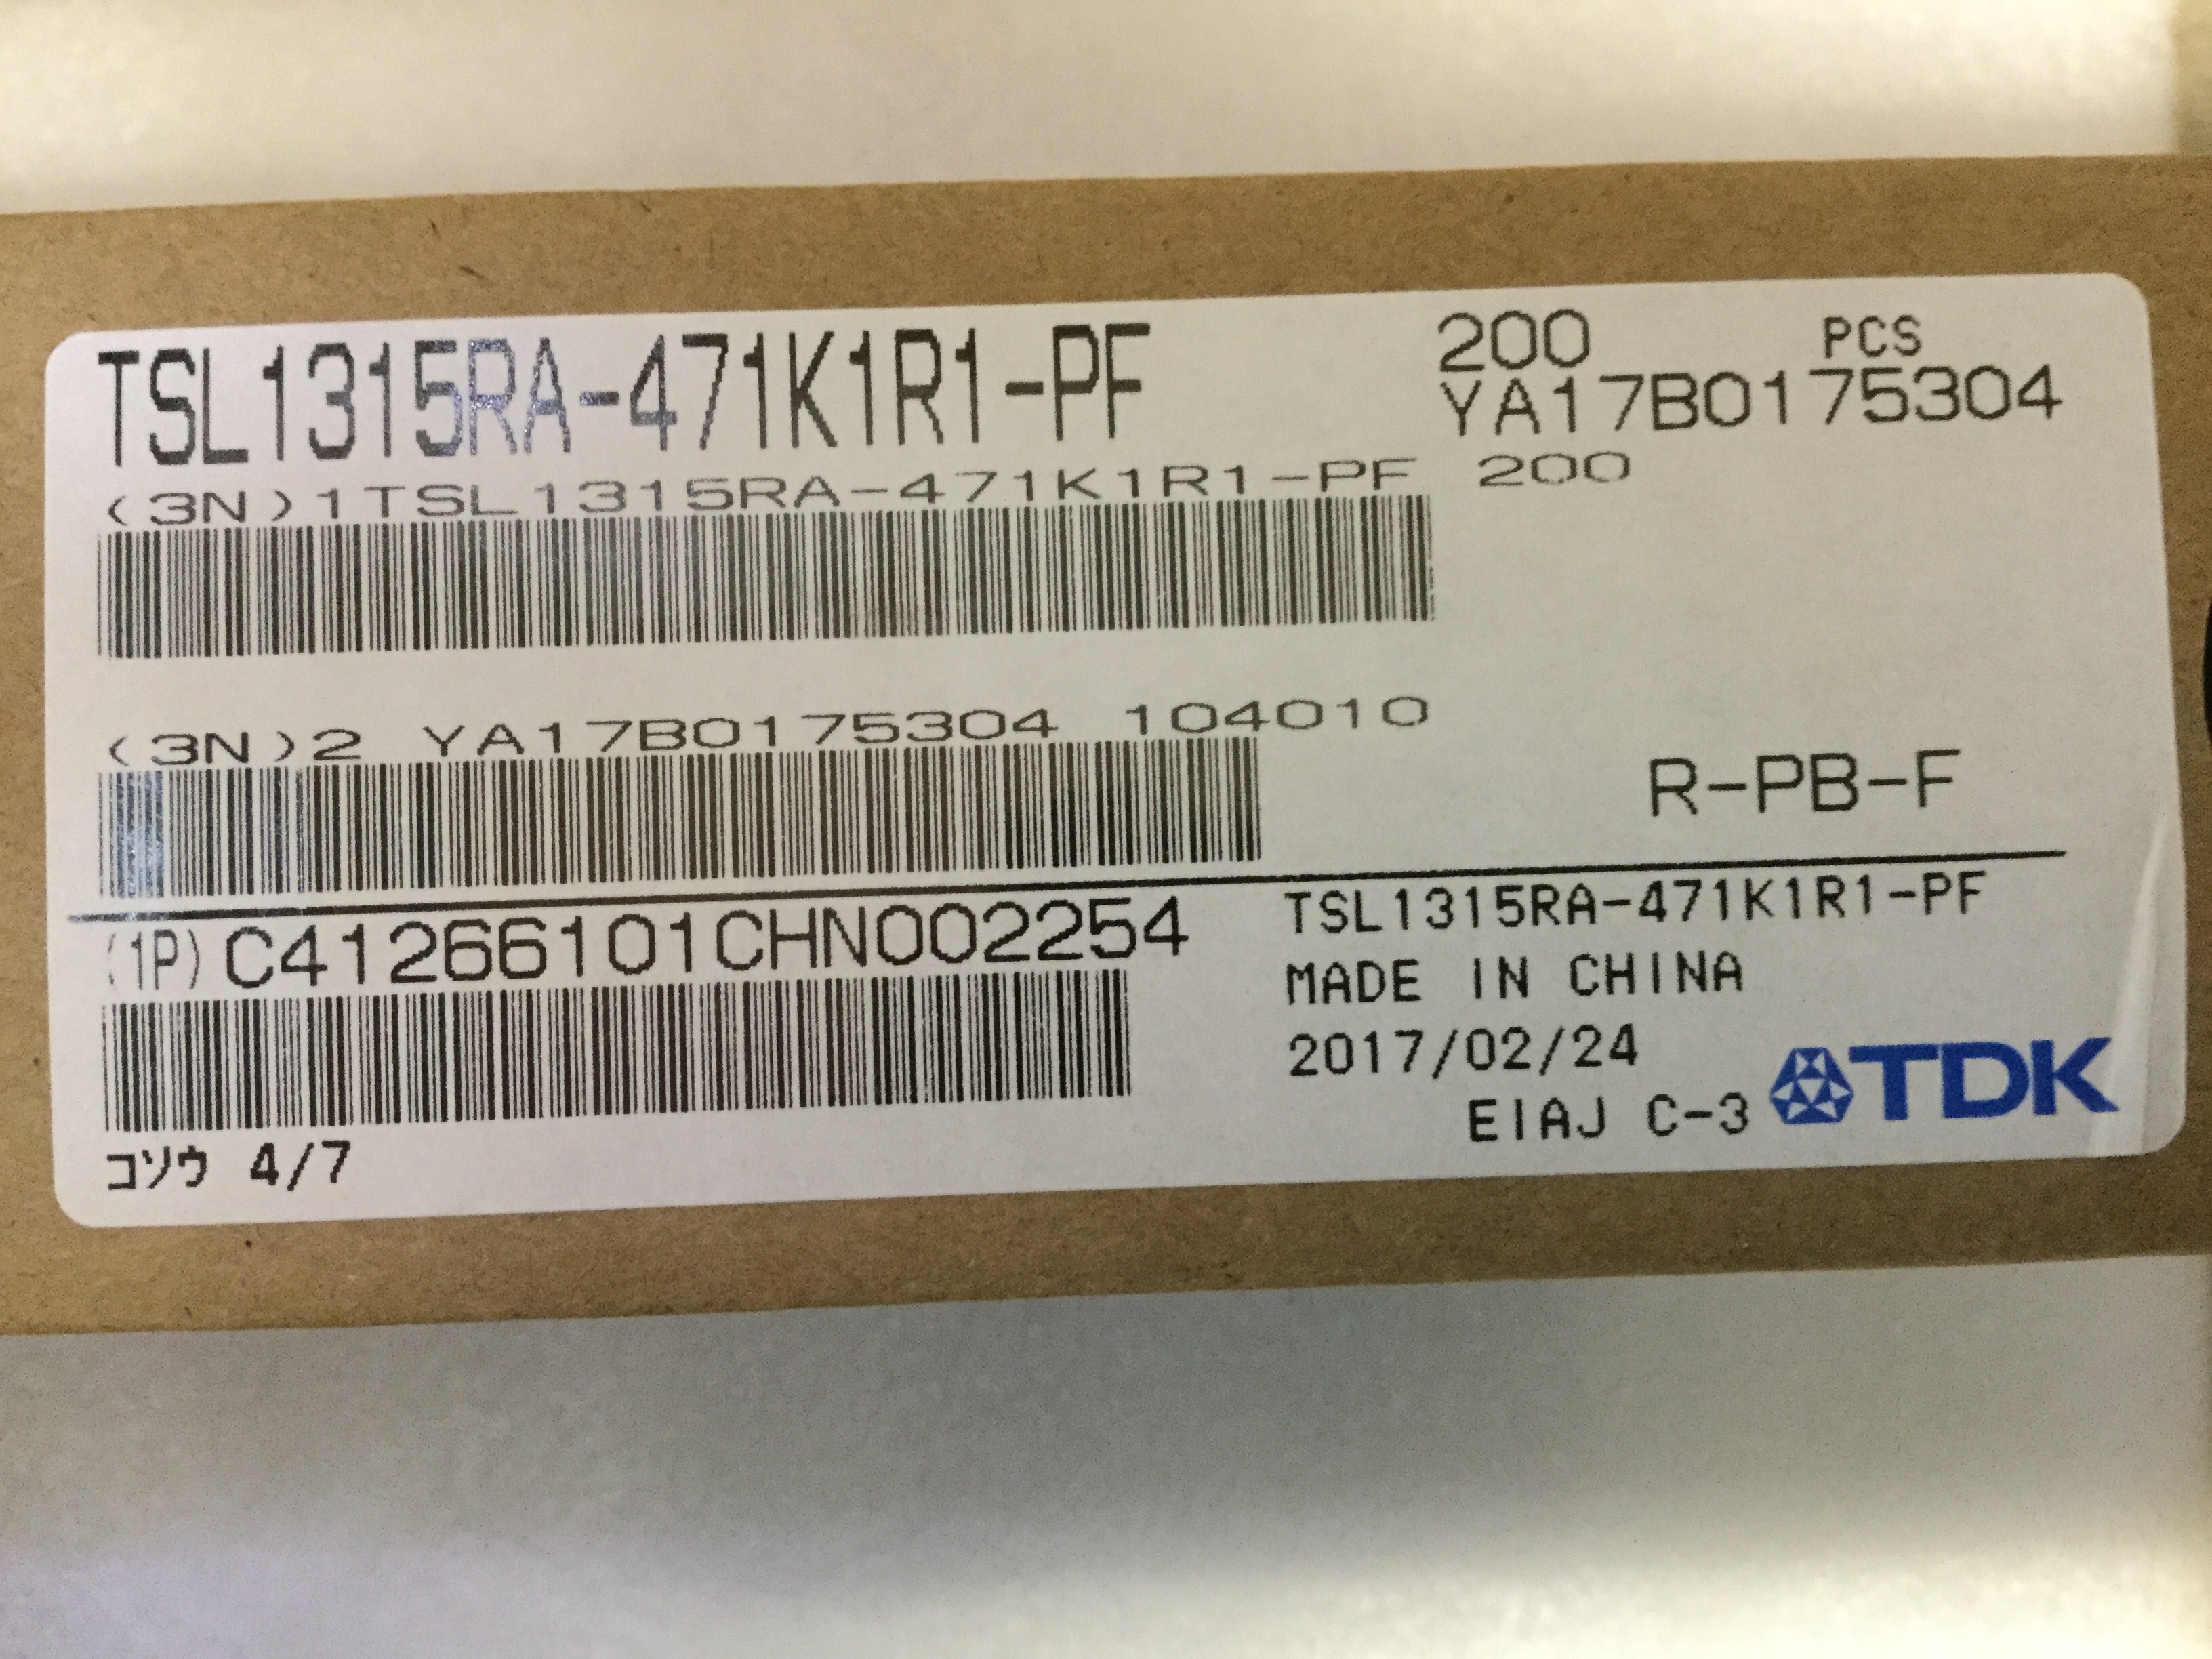 TSL1315RA-471K1R1-PF
200 PCS
YA17B0175304
(3N)1TSL1315RA-471K1R1-PF 200
(3N)2 YA17B0175304 104010
R-PB-F
(1P) C41266101CHN002254
TSL1315RA-471K1R1-PF
MADE IN CHINA
2017/02/24
EIAJ C-3
TDK
コソウ 4/7